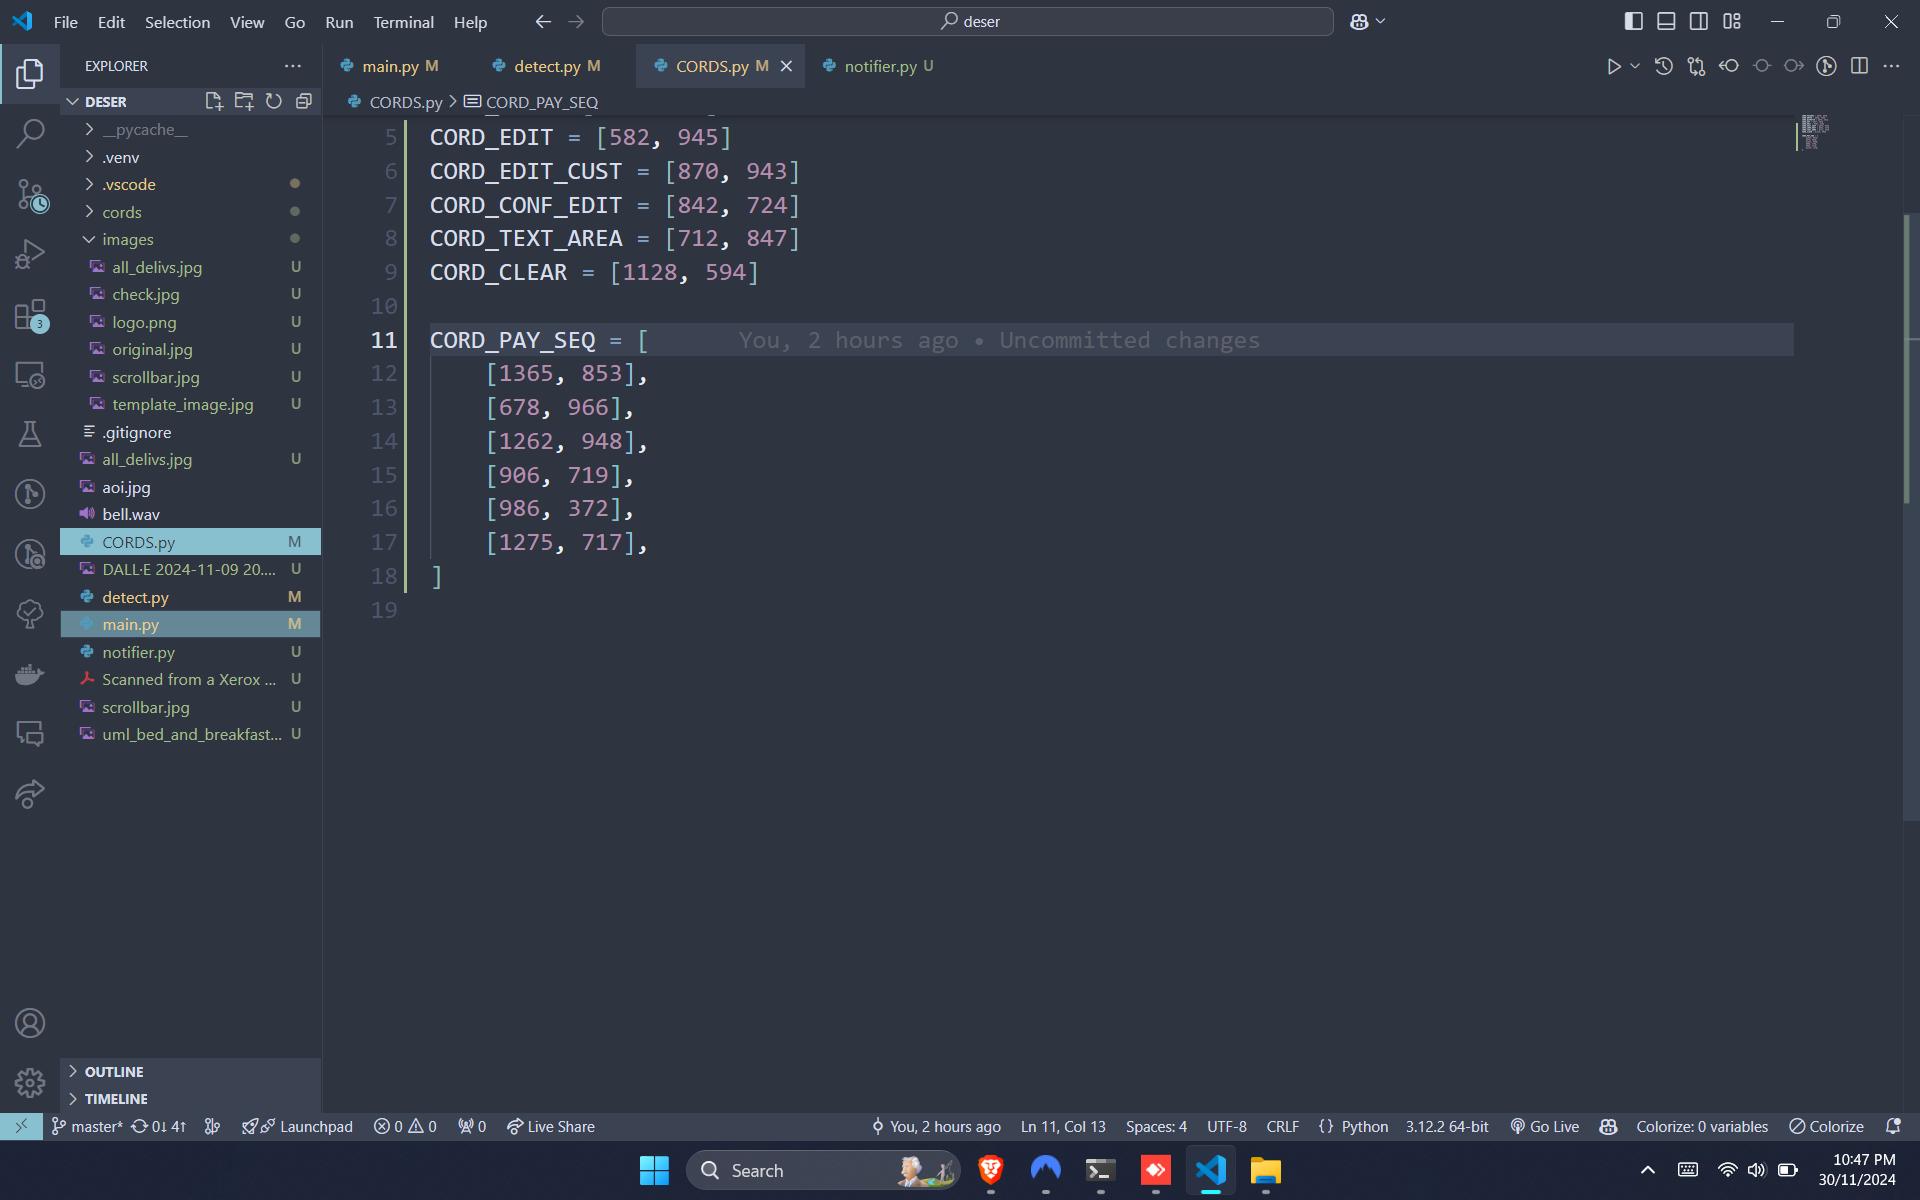 File Edit Selection View Go Run Terminal Help
deser
EXPLORER
DESER
__pycache__
.venv
.vscode
cords
images
all_delivs.jpg U
check.jpg U
logo.png U
original.jpg U
scrollbar.jpg U
template_image.jpg U
.gitignore
all_delivs.jpg U
aoi.jpg
bell.wav
CORDS.py M
DALL·E 2024-11-09 20.... U
detect.py M
main.py M
notifier.py U
Scanned from a Xerox ... U
scrollbar.jpg U
uml_bed_and_breakfast... U
OUTLINE
TIMELINE
3
main.py M
detect.py M
CORDS.py M
notifier.py U
CORDS.py > CORD_PAY_SEQ
5 CORD_EDIT = [582, 945]
6 CORD_EDIT_CUST = [870, 943]
7 CORD_CONF_EDIT = [842, 724]
8 CORD_TEXT_AREA = [712, 847]
9 CORD_CLEAR = [1128, 594]
10
11 CORD_PAY_SEQ = [ You, 2 hours ago • Uncommitted changes
12 [1365, 853],
13 [678, 966],
14 [1262, 948],
15 [906, 719],
16 [986, 372],
17 [1275, 717],
18 ]
19
master* 0↓ 4↑ Launchpad 0 0 0 Live Share You, 2 hours ago Ln 11, Col 13 Spaces: 4 UTF-8 CRLF {} Python 3.12.2 64-bit Go Live Colorize: 0 variables Colorize
Search
10:47 PM
30/11/2024